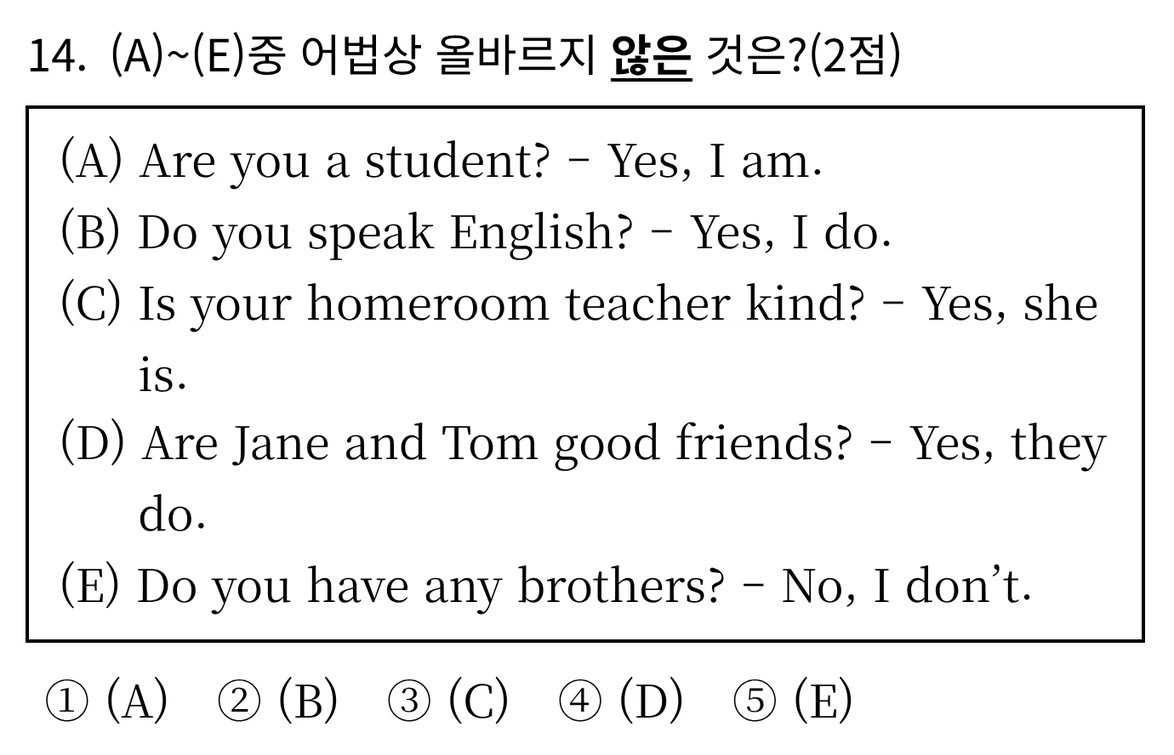 14. (A)~(E)중 어법상 올바르지 않은 것은?(2점)
(A) Are you a student? - Yes, I am.
(B) Do you speak English? - Yes, I do.
(C) Is your homeroom teacher kind? - Yes, she
is.
(D) Are Jane and Tom good friends? - Yes, they
do.
(E) Do you have any brothers? - No, I don’t.
① (A) ② (B) ③ (C) ④ (D) ⑤ (E)